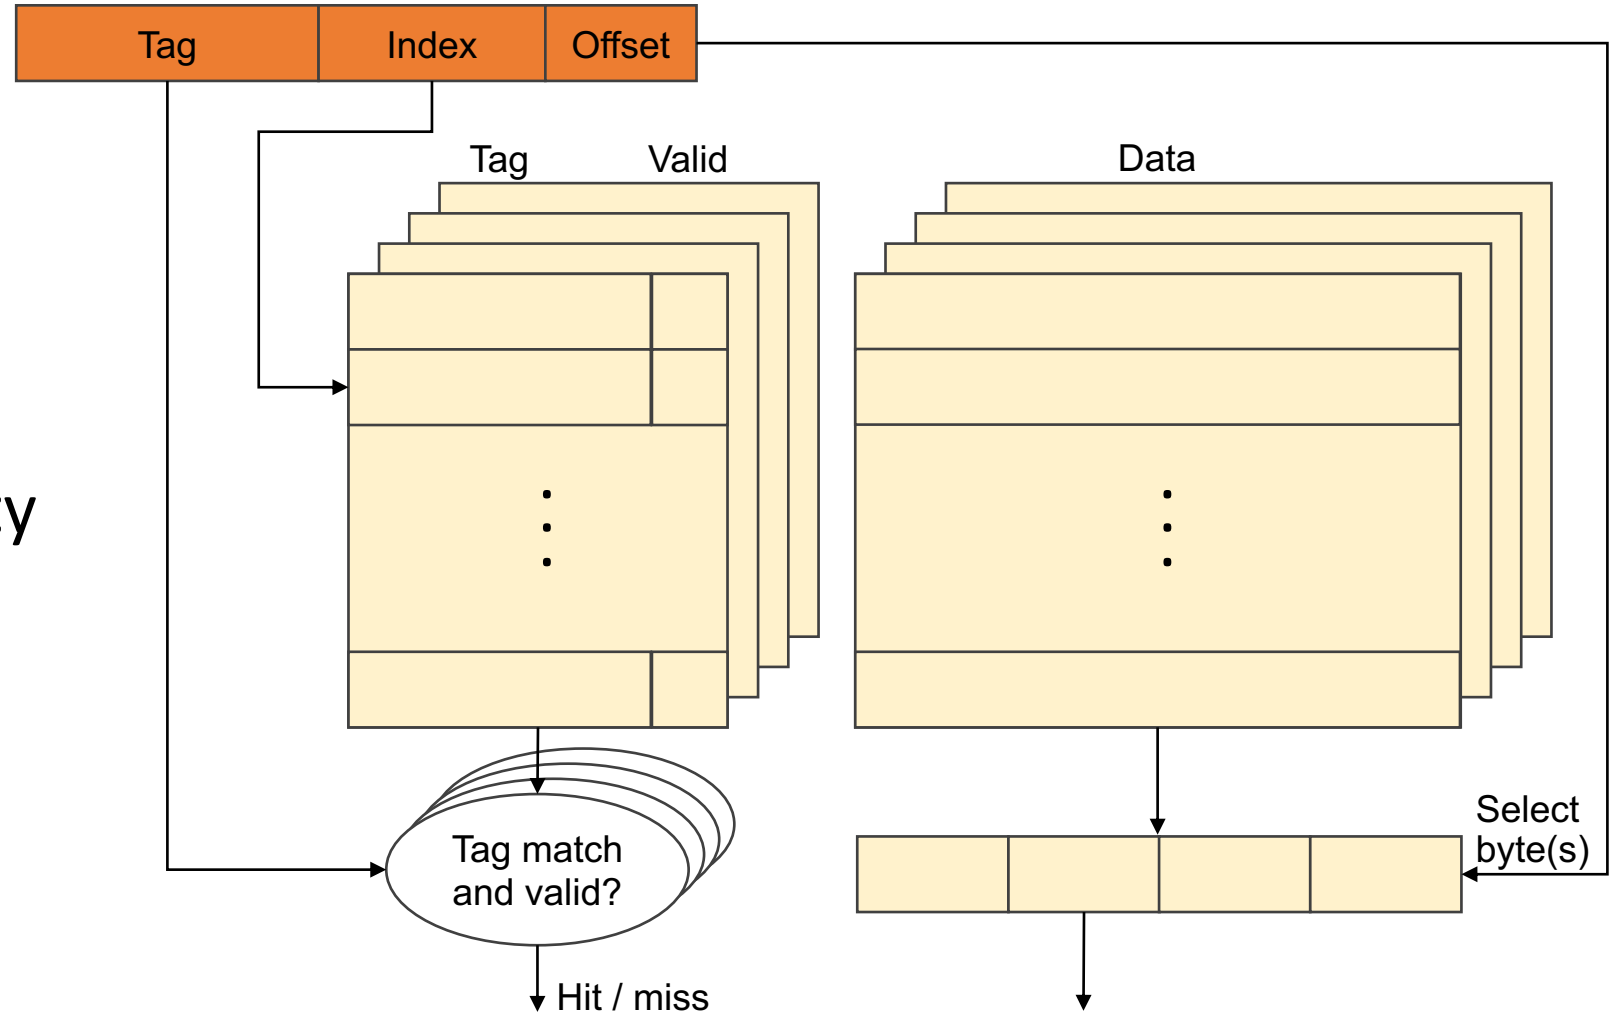 Tag
Index
Offset
Tag
Valid
Data
Tag match
and valid?
Select
byte(s)
Hit / miss